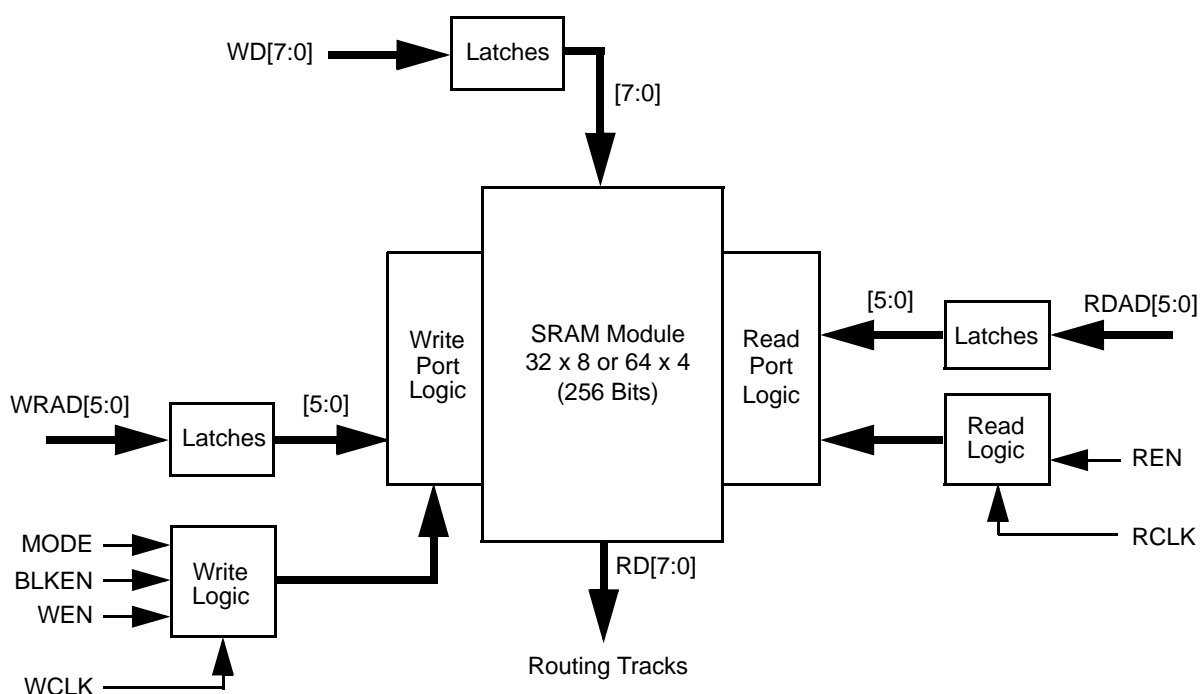 WD[7:0]
Latches
[7:0]
SRAM Module
32 x 8 or 64 x 4
(256 Bits)
Write
Port
Logic
Read
Port
Logic
[5:0]
RDAD[5:0]
Latches
WRAD[5:0]
Latches
[5:0]
Read
Logic
REN
RCLK
MODE
BLKEN
WEN
WCLK
Write
Logic
RD[7:0]
Routing Tracks